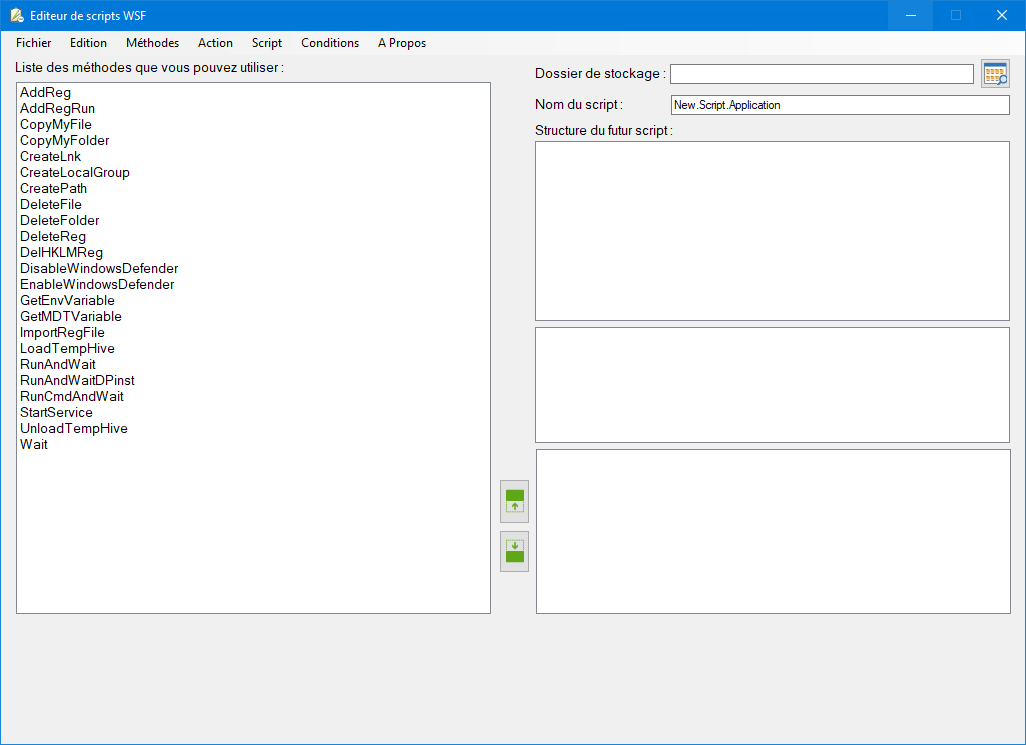 Editeur de scripts WSF
Fichier Edition Méthodes Action Script Conditions A Propos
Liste des méthodes que vous pouvez utiliser :
AddReg
AddRegRun
CopyMyFile
CopyMyFolder
CreateLnk
CreateLocalGroup
CreatePath
DeleteFile
DeleteFolder
DeleteReg
DelHKLMReg
DisableWindowsDefender
EnableWindowsDefender
GetEnvVariable
GetMDTVariable
ImportRegFile
LoadTempHive
RunAndWait
RunAndWaitDPinst
RunCmdAndWait
StartService
UnloadTempHive
Wait
Dossier de stockage :
Nom du script : New.Script.Application
Structure du futur script :